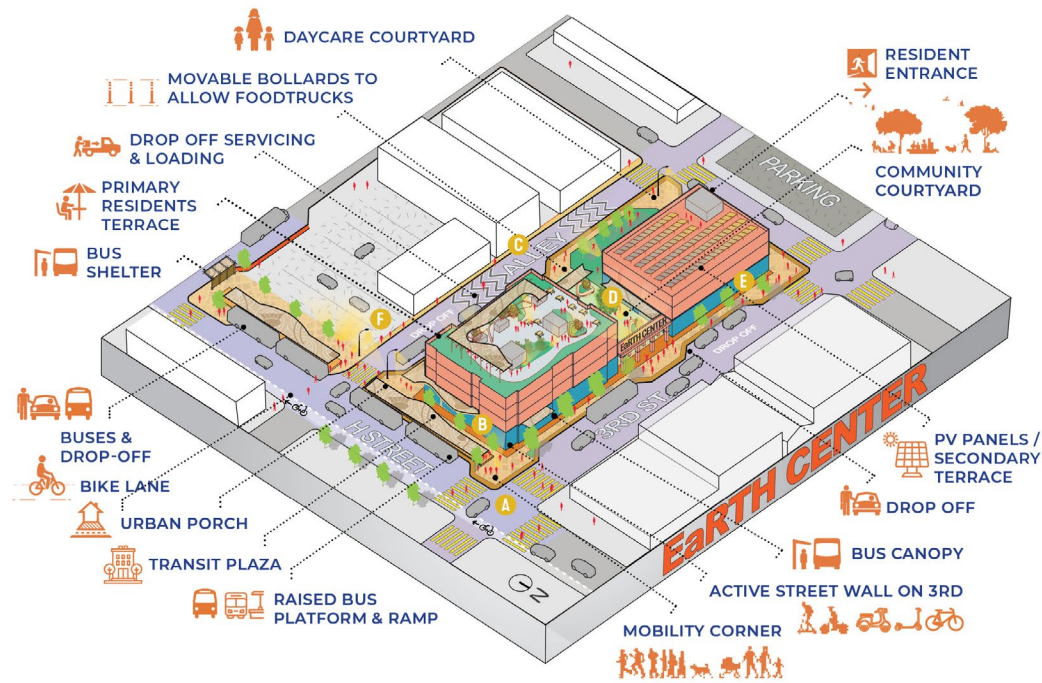 DAYCARE COURTYARD
MOVABLE BOLLARDS TO
ALLOW FOODTRUCKS
DROP OFF SERVICING
& LOADING
PRIMARY
RESIDENTS
TERRACE
BUS
SHELTER
RESIDENT
ENTRANCE
COMMUNITY
COURTYARD
PARKING
ALLEY
C
D
E
F
DROP OFF
EaRTH CENTER
DROP OFF
B
3RD ST.
H STREET
A
BUSES &
DROP-OFF
BIKE LANE
URBAN PORCH
TRANSIT PLAZA
RAISED BUS
PLATFORM & RAMP
N
EaRTH CENTER
PV PANELS /
SECONDARY
TERRACE
DROP OFF
BUS CANOPY
ACTIVE STREET WALL ON 3RD
MOBILITY CORNER